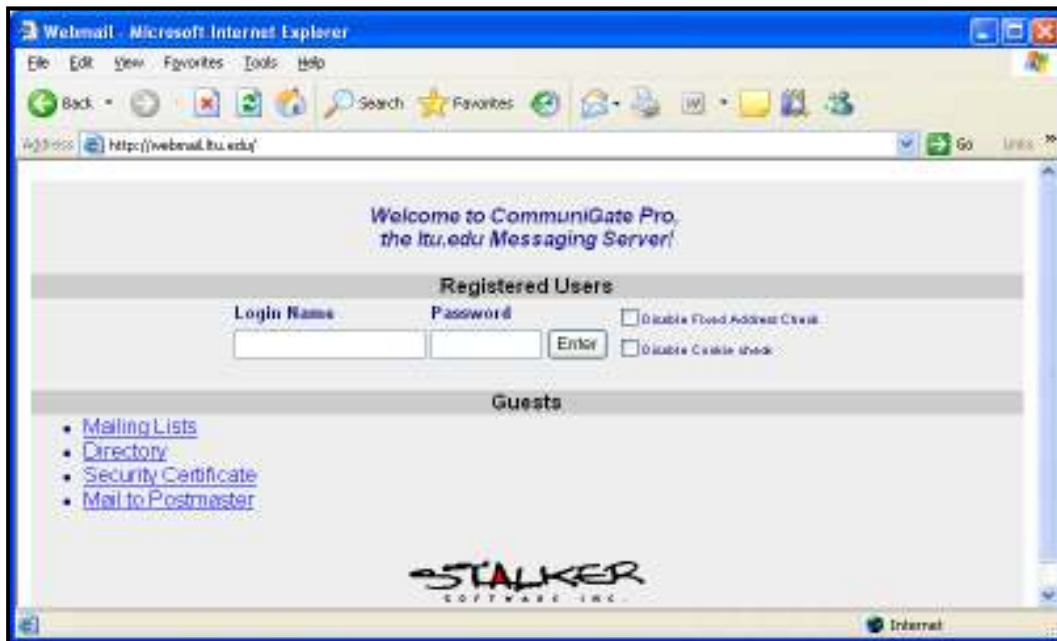 Webmail - Microsoft Internet Explorer
File Edit View Favorites Tools Help
Back Search Favorites
Address http://webmail.ltu.edu/ Go Links »
Welcome to CommuniGate Pro,
the ltu.edu Messaging Server!
Registered Users
Login Name Password Disable Fixed Address Check
Enter Disable Cookie check
Guests
• Mailing Lists
• Directory
• Security Certificate
• Mail to Postmaster
STALKER
SOFTWARE INC.
Internet